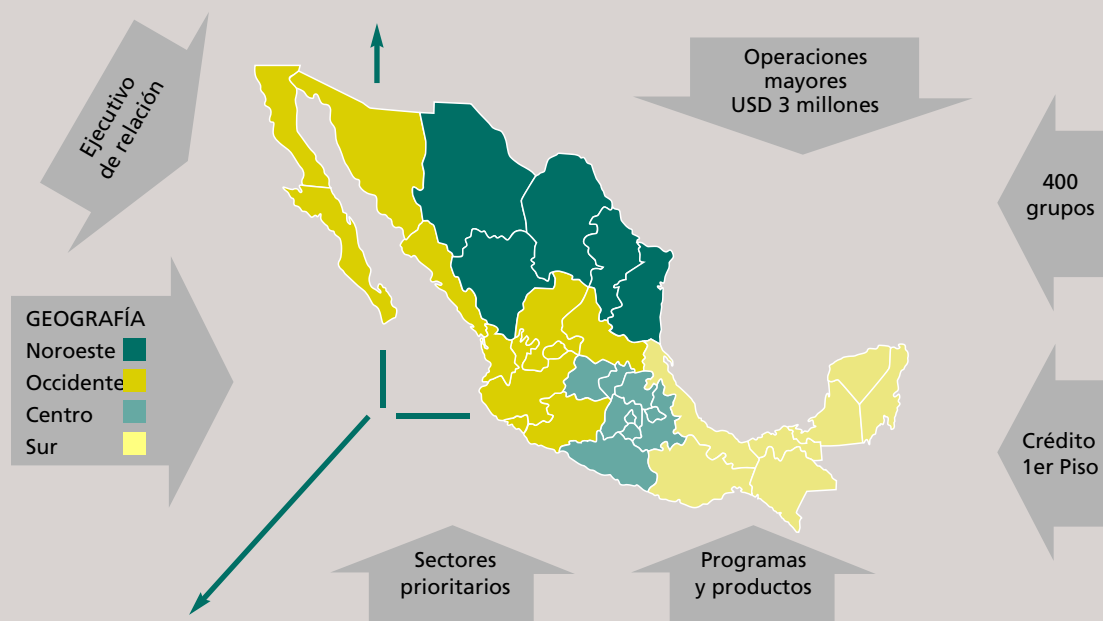 Ejecutivo
de relación
Operaciones
mayores
USD 3 millones
400
grupos
GEOGRAFÍA
Noroeste
Occidente
Centro
Sur
Crédito
1er Piso
Sectores
prioritarios
Programas
y productos